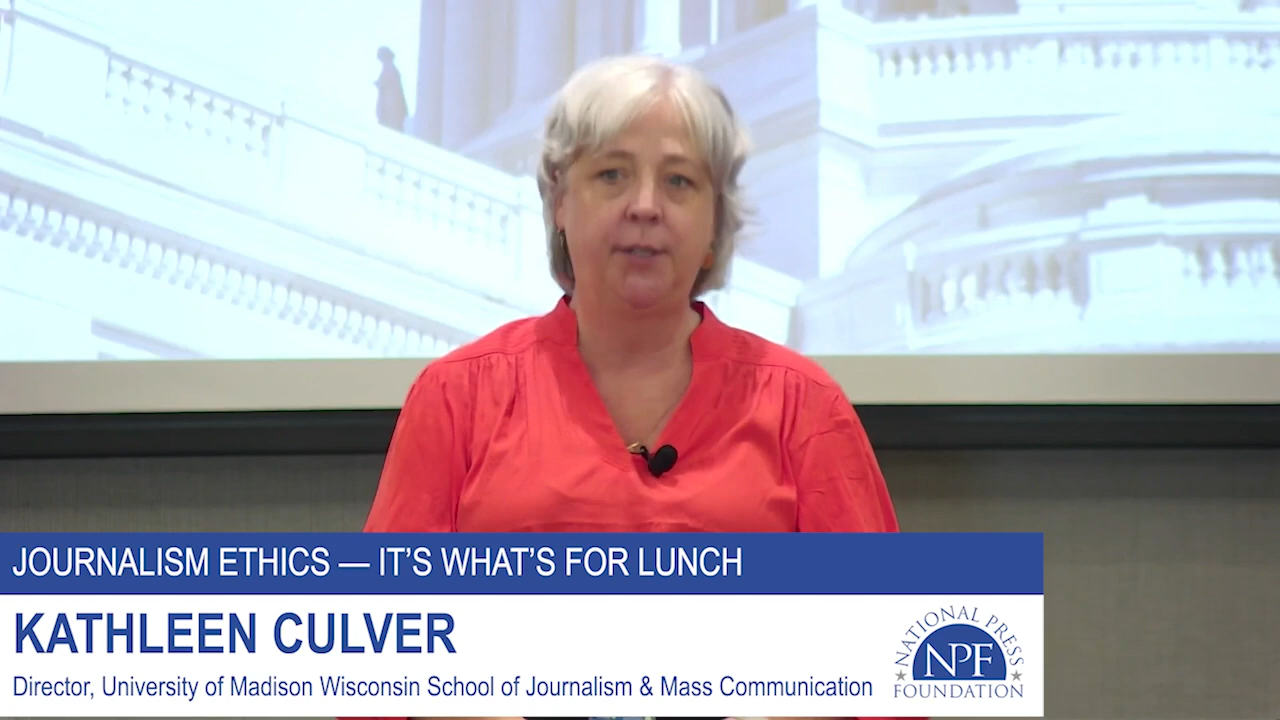 JOURNALISM ETHICS — IT'S WHAT'S FOR LUNCH
KATHLEEN CULVER
Director, University of Madison Wisconsin School of Journalism & Mass Communication
NATIONAL PRESS
NPF
FOUNDATION